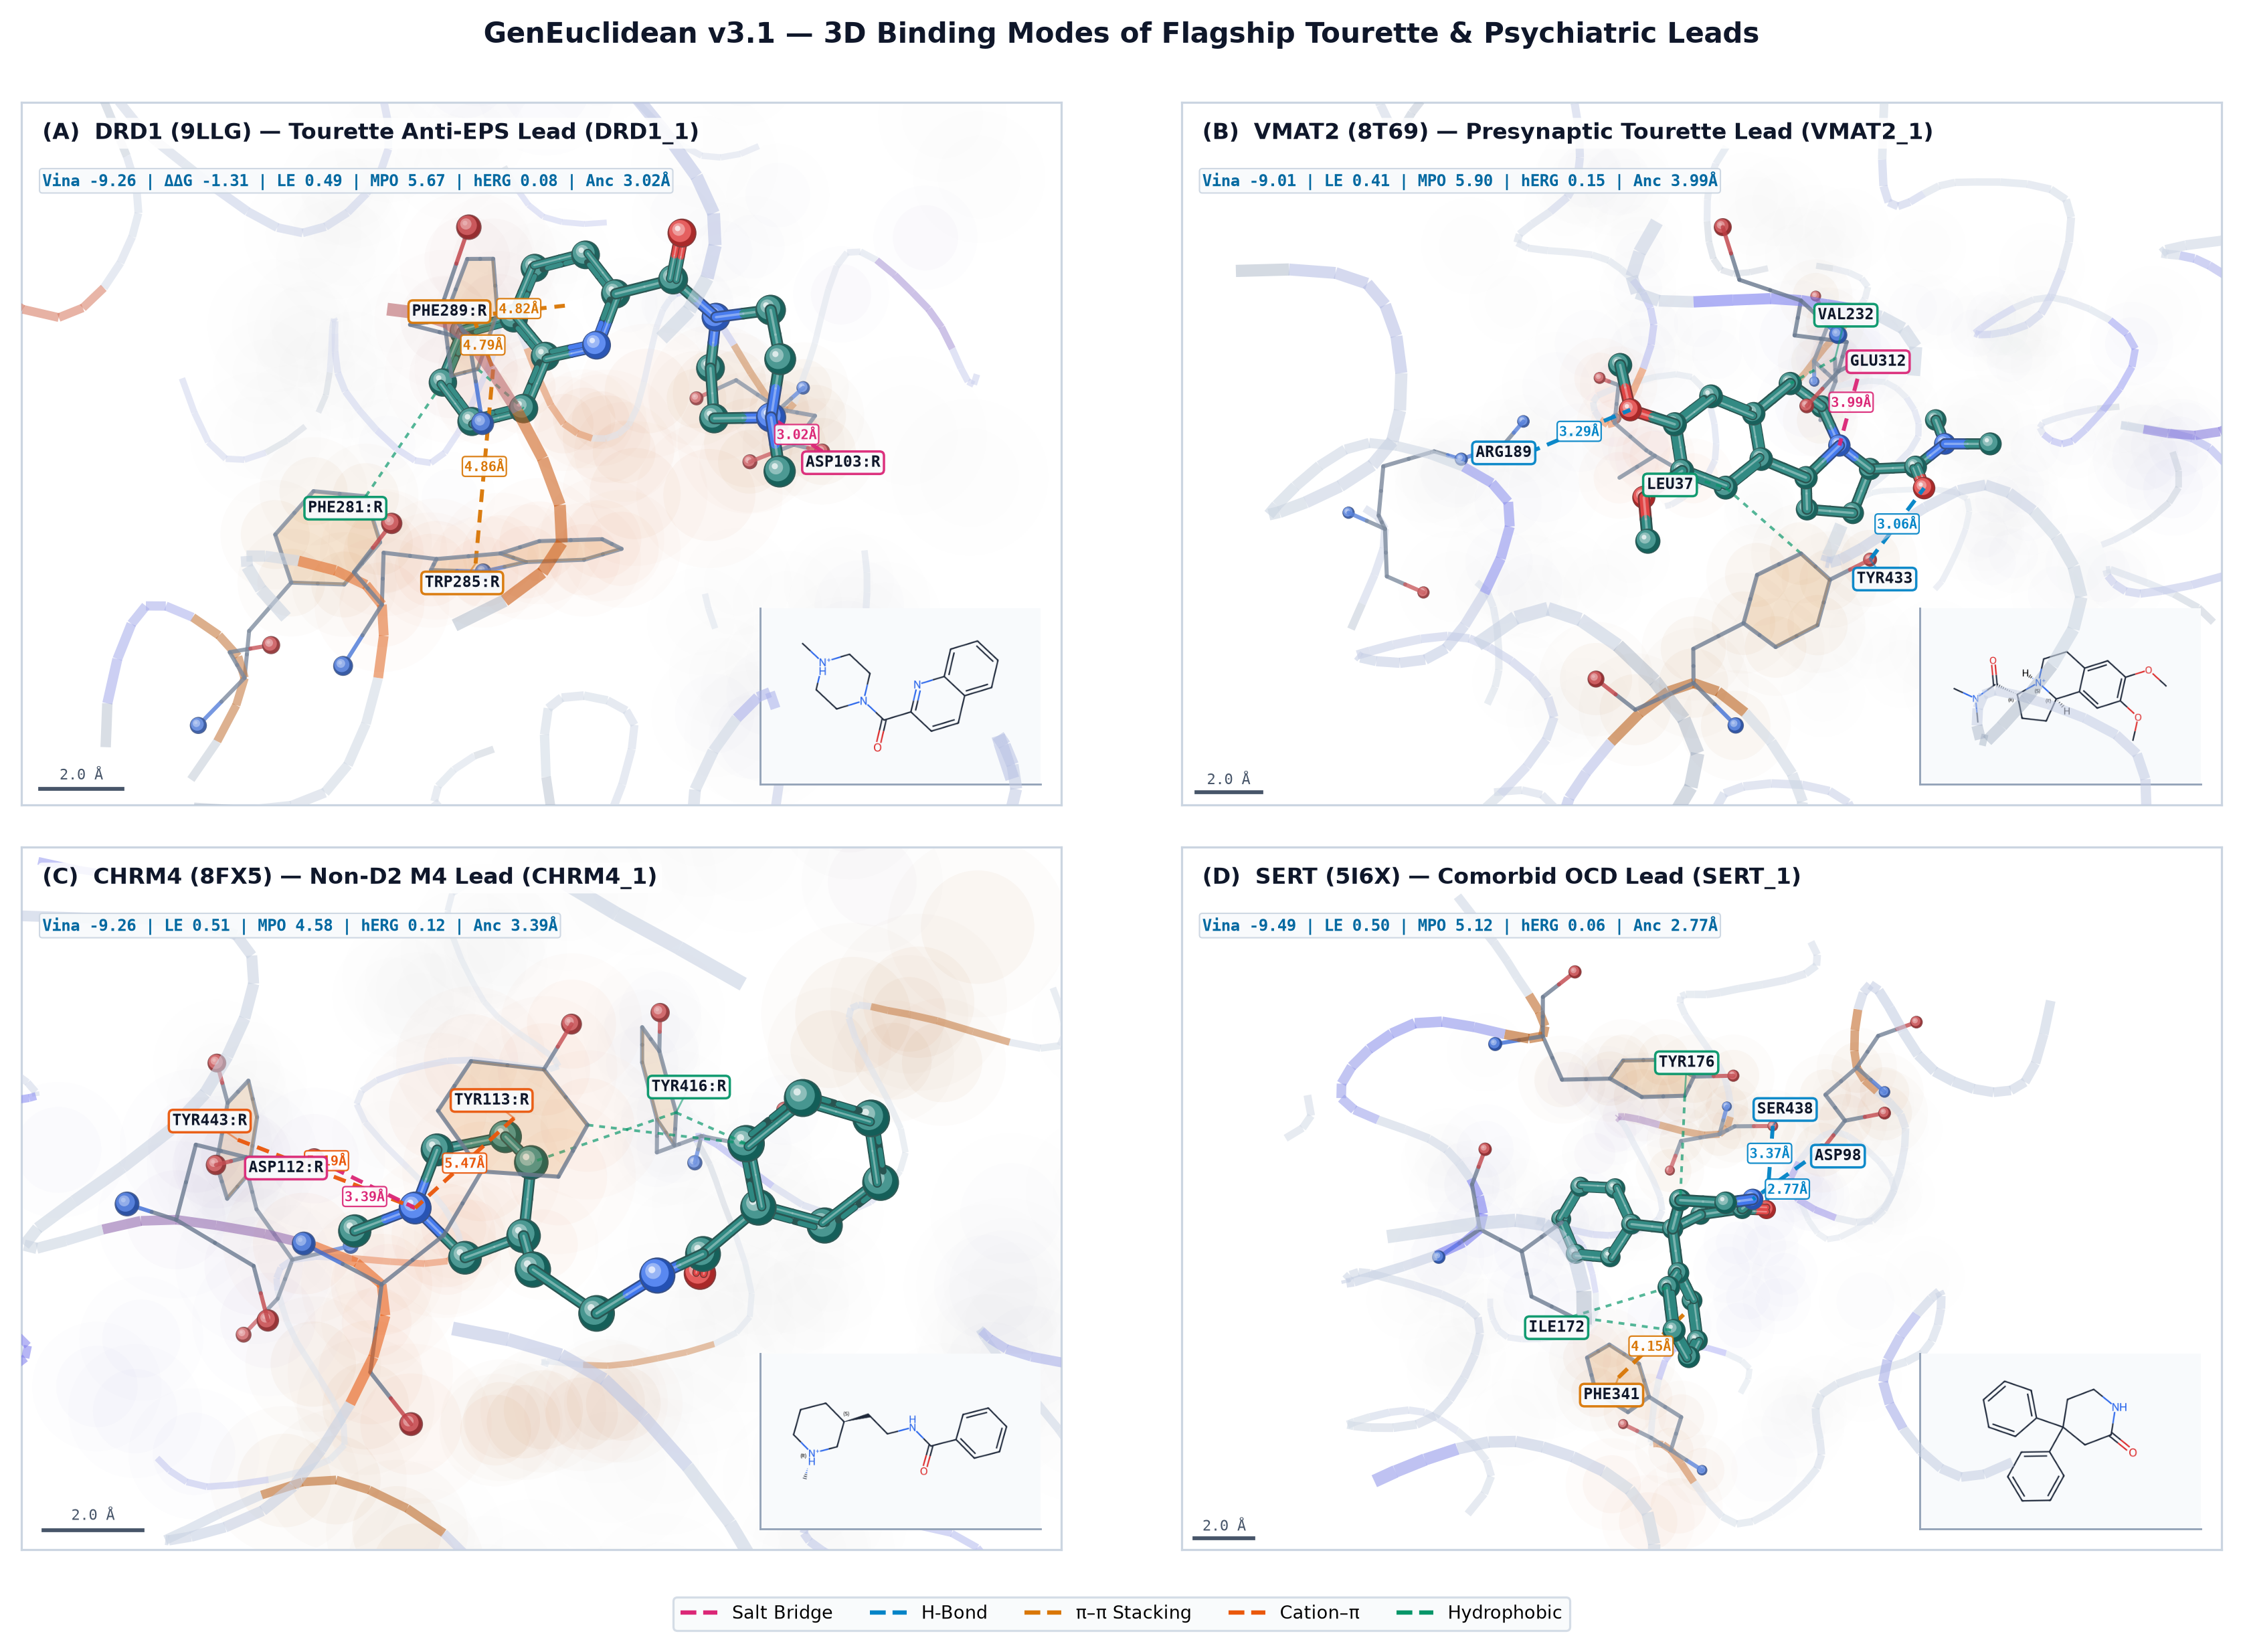 GenEuclidean v3.1 — 3D Binding Modes of Flagship Tourette & Psychiatric Leads
(A) DRD1 (9LLG) — Tourette Anti-EPS Lead (DRD1_1)
Vina -9.26 | ΔΔG -1.31 | LE 0.49 | MPO 5.67 | hERG 0.08 | Anc 3.02Å
PHE289:R
4.82Å
4.79Å
3.02Å
ASP103:R
4.86Å
PHE281:R
TRP285:R
N+
H
N
N
O
2.0 Å
(B) VMAT2 (8T69) — Presynaptic Tourette Lead (VMAT2_1)
Vina -9.01 | LE 0.41 | MPO 5.90 | hERG 0.15 | Anc 3.99Å
VAL232
GLU312
3.99Å
3.29Å
ARG189
LEU37
3.06Å
TYR433
O
H
N+
O
N
H
O
2.0 Å
(C) CHRM4 (8FX5) — Non-D2 M4 Lead (CHRM4_1)
Vina -9.26 | LE 0.51 | MPO 4.58 | hERG 0.12 | Anc 3.39Å
TYR416:R
TYR113:R
TYR443:R
9Å
5.47Å
ASP112:R
3.39Å
(S)
H
N
N+
H
O
2.0 Å
(D) SERT (5I6X) — Comorbid OCD Lead (SERT_1)
Vina -9.49 | LE 0.50 | MPO 5.12 | hERG 0.06 | Anc 2.77Å
TYR176
SER438
3.37Å
ASP98
2.77Å
ILE172
4.15Å
PHE341
NH
O
2.0 Å
Salt Bridge
H-Bond
π–π Stacking
Cation–π
Hydrophobic